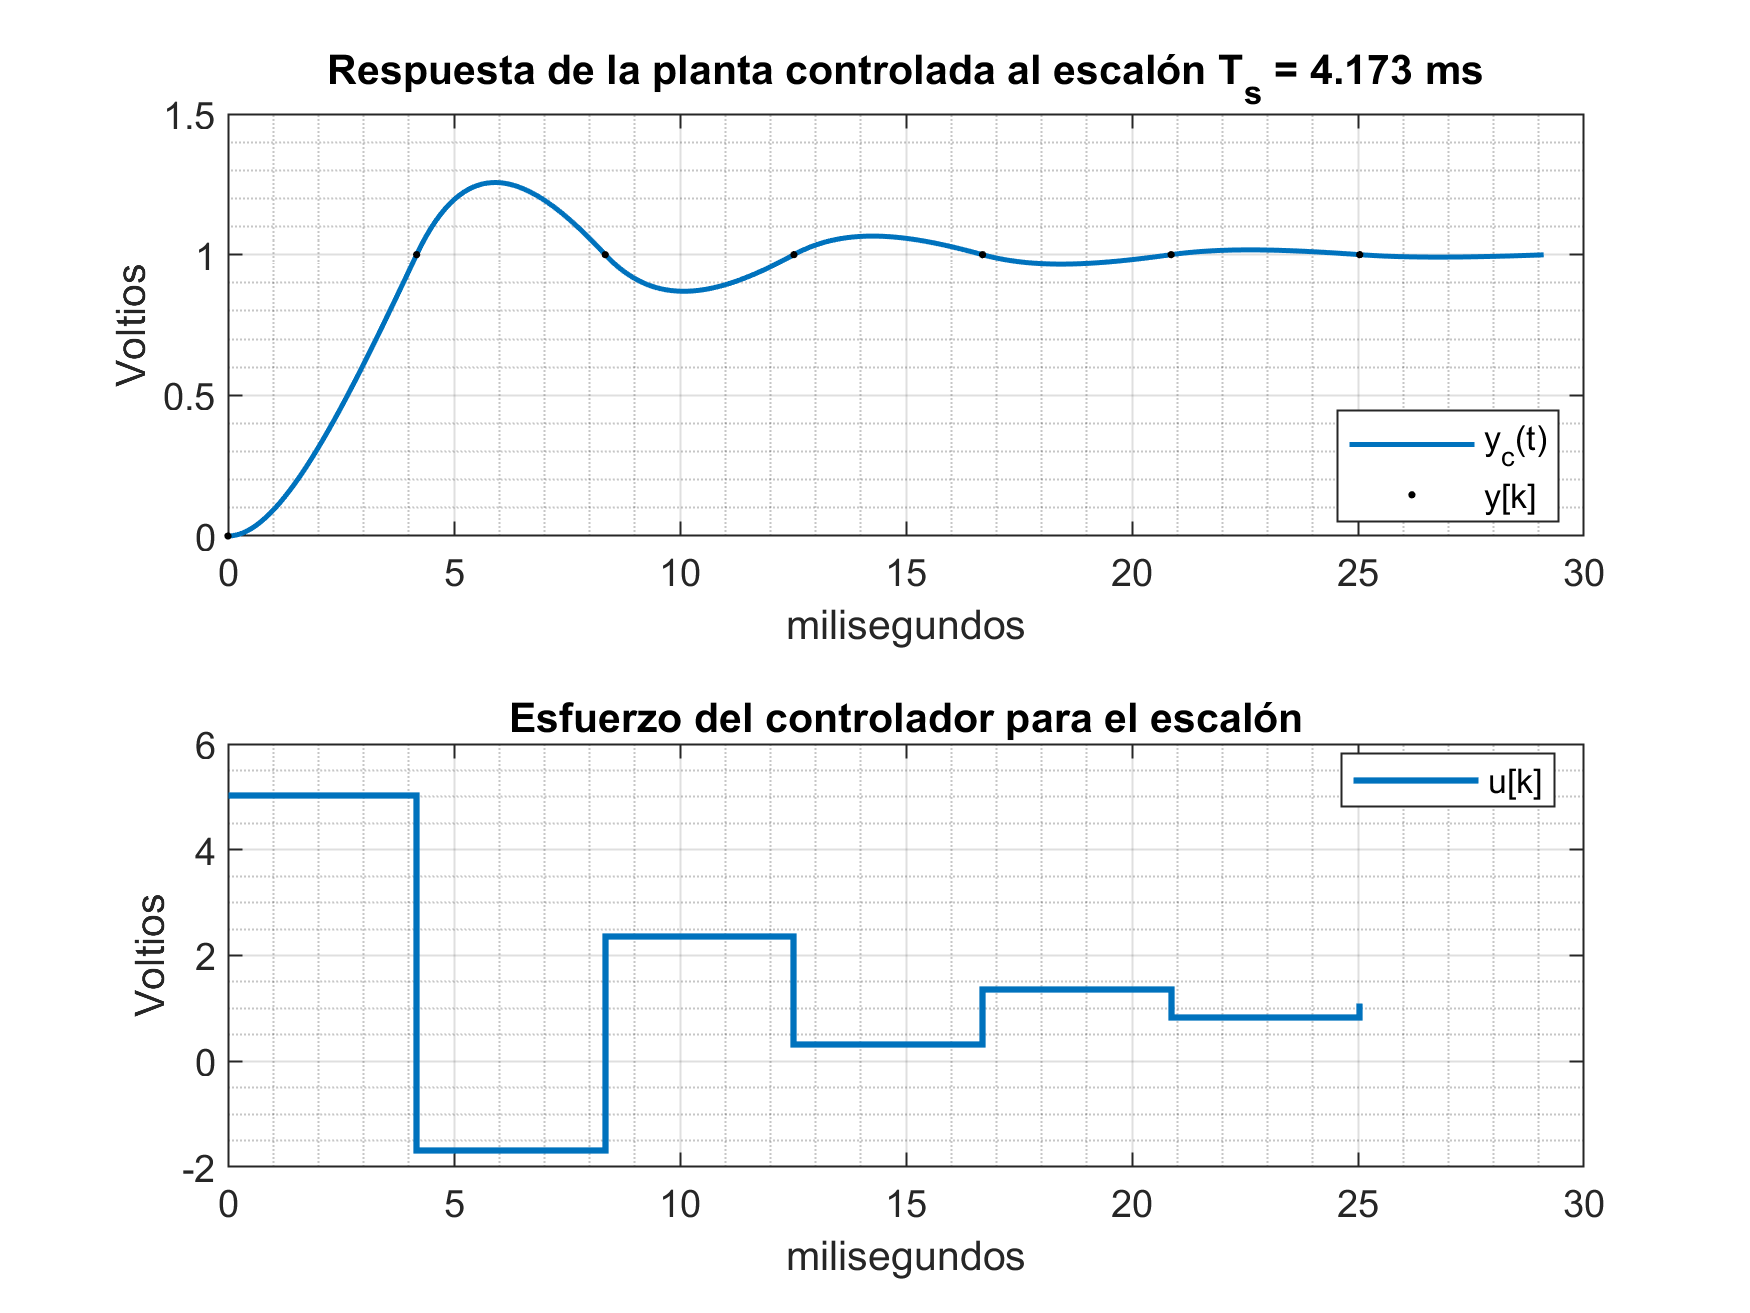 Respuesta de la planta controlada al escalón Ts = 4.173 ms
1.5
1
0.5
0
Voltios
yc(t)
y[k]
0 5 10 15 20 25 30
milisegundos
Esfuerzo del controlador para el escalón
6
4
2
0
-2
Voltios
u[k]
0 5 10 15 20 25 30
milisegundos